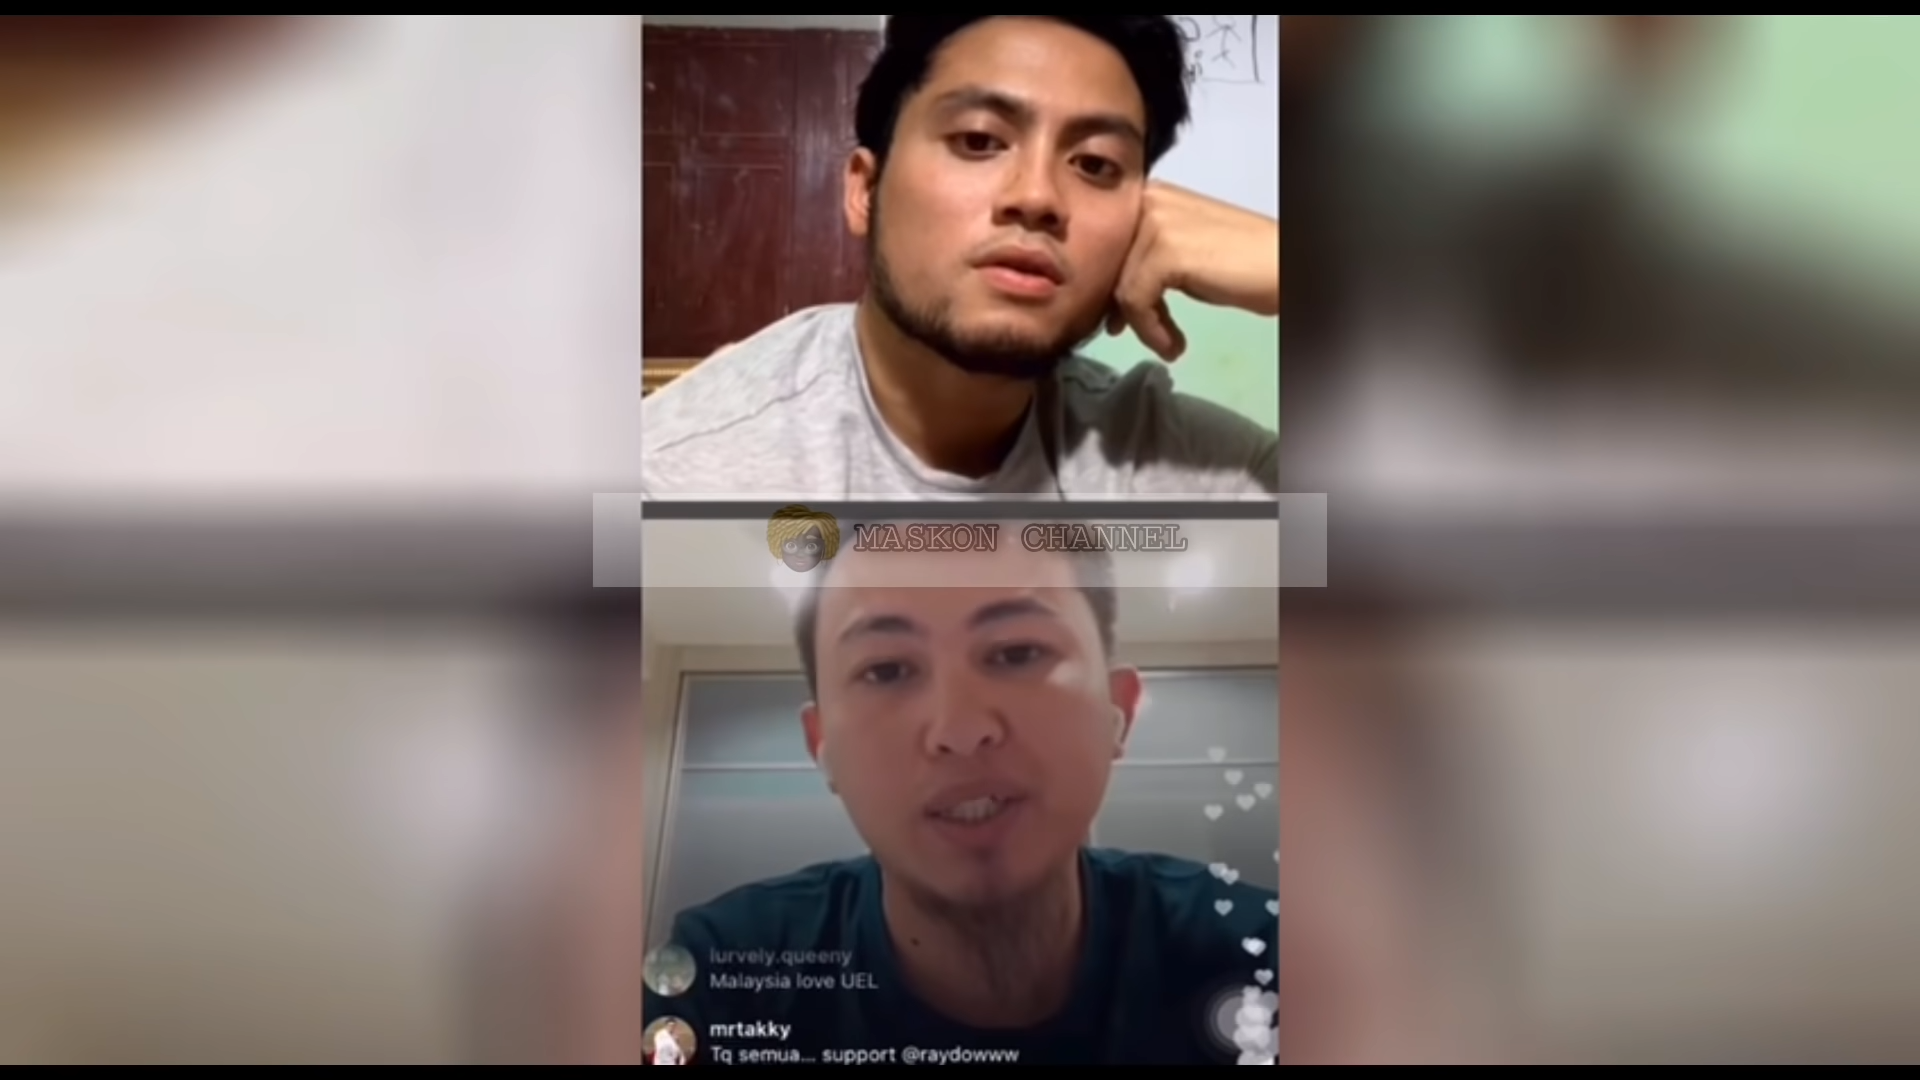 MASKON CHANNEL
lurvely.queeny
Malaysia love UEL
mrtakky
Tq semua... support @raydowww